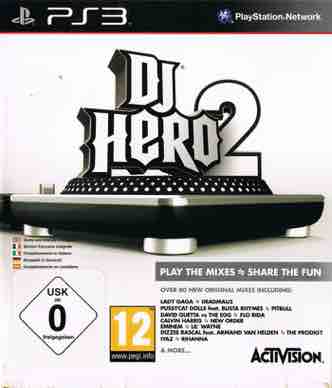 PS3
PlayStation®Network
DJ
HERO
2
PLAY THE MIXES SHARE THE FUN
OVER 80 NEW ORIGINAL MIXES INCLUDING:
LADY GAGA DEADMAU5
PUSSYCAT DOLLS feat. BUSTA RHYMES PITBULL
DAVID GUETTA vs THE EGG FLO RIDA
CALVIN HARRIS NEW ORDER
EMINEM LIL' WAYNE
DIZZEE RASCAL feat. ARMAND VAN HELDEN THE PRODIGY
IYAZ RIHANNA
& MORE...
USK
ab
0
freigegeben
12
www.pegi.info
ACTIVISION